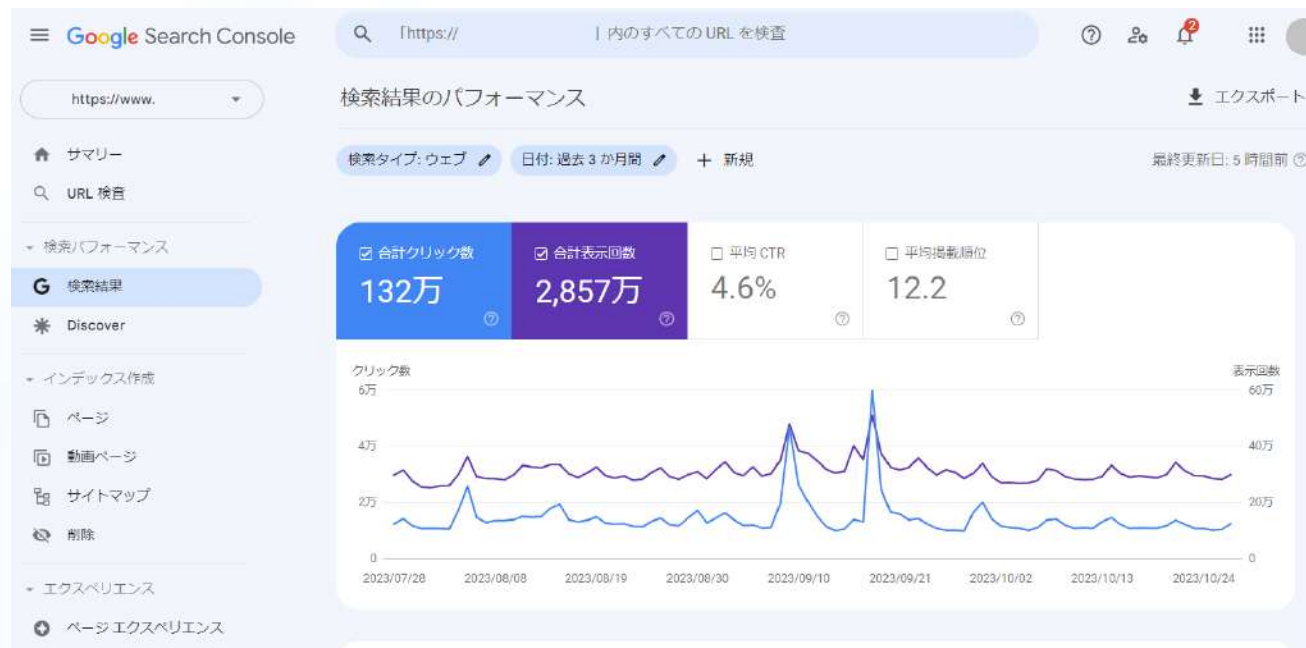 Google Search Console
「https:// 」内のすべての URL を検査
2
https://www.
検索結果のパフォーマンス
エクスポート
サマリー
URL 検査
検索タイプ: ウェブ
日付: 過去 3 か月間
新規
最終更新日: 5 時間前
検索パフォーマンス
検索結果
Discover
合計クリック数
132万
合計表示回数
2,857万
平均 CTR
4.6%
平均掲載順位
12.2
インデックス作成
ページ
動画ページ
サイトマップ
削除
エクスペリエンス
ページ エクスペリエンス
クリック数
表示回数
6万
60万
4万
40万
2万
20万
0
0
2023/07/28 2023/08/08 2023/08/19 2023/08/30 2023/09/10 2023/09/21 2023/10/02 2023/10/13 2023/10/24